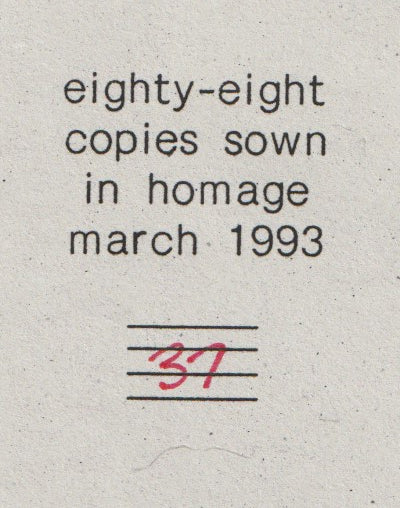 eighty-eight
copies sown
in homage
march 1993
37